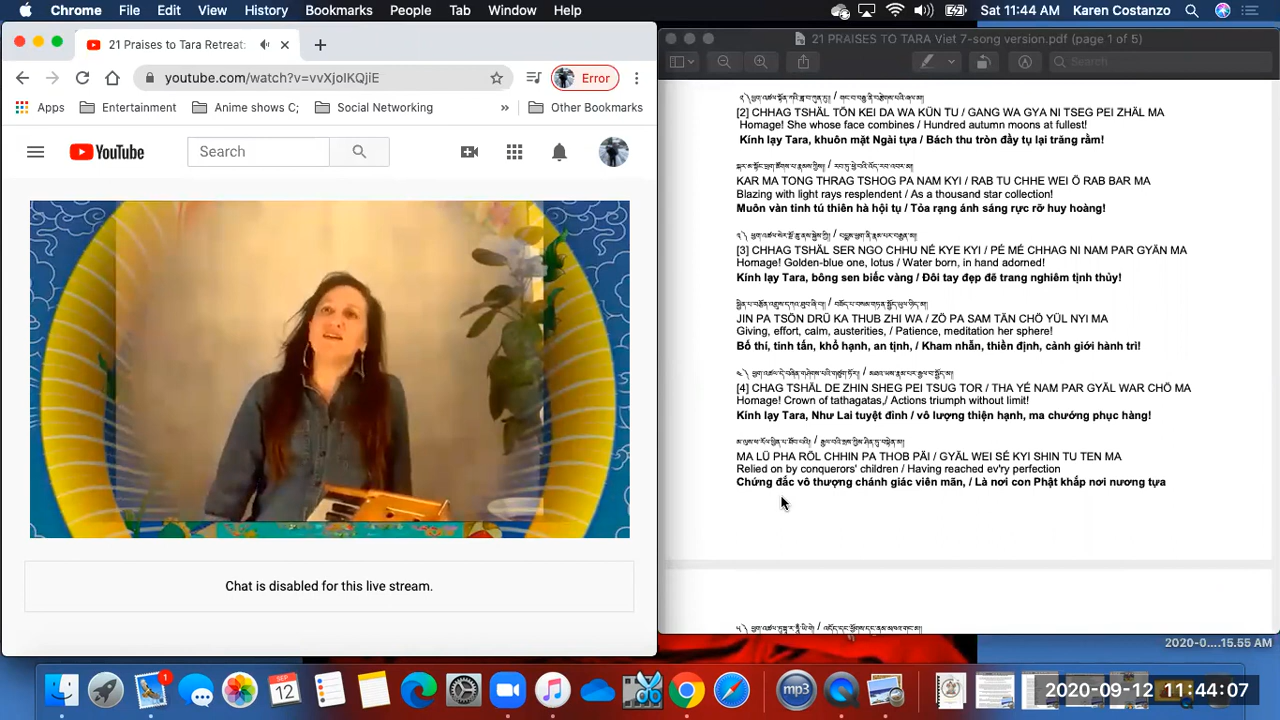 Chrome File Edit View History Bookmarks People Tab Window Help Sat 11:44 AM Karen Costanzo
21 Praises to Tara Retreat:
youtube.com/watch?v=vvXjolKQjiE Error
Apps Entertainment Anime shows C; Social Networking » Other Bookmarks
YouTube Search
Chat is disabled for this live stream.
21 PRAISES TO TARA Viet 7-song version.pdf (page 1 of 5)
Search
[2] CHHAG TSHÄL TÖN KEI DA WA KÜN TU / GANG WA GYA NI TSEG PEI ZHÄL MA
Homage! She whose face combines / Hundred autumn moons at fullest!
Kính lạy Tara, khuôn mặt Ngài tựa / Bách thu tròn đầy tụ lại trăng rằm!
KAR MA TONG THRAG TSHOG PA NAM KYI / RAB TU CHHE WEI Ö RAB BAR MA
Blazing with light rays resplendent / As a thousand star collection!
Muôn vàn tinh tú thiên hà hội tụ / Tỏa rạng ánh sáng rực rỡ huy hoàng!
[3] CHHAG TSHÄL SER NGO CHHU NÉ KYE KYI / PÉ MÉ CHHAG NI NAM PAR GYÄN MA
Homage! Golden-blue one, lotus / Water born, in hand adorned!
Kính lạy Tara, bông sen biếc vàng / Đôi tay đẹp đẽ trang nghiêm tịnh thủy!
JIN PA TSÖN DRÜ KA THUB ZHI WA / ZÖ PA SAM TÄN CHÖ YÜL NYI MA
Giving, effort, calm, austerities, / Patience, meditation her sphere!
Bố thí, tinh tấn, khổ hạnh, an tịnh, / Kham nhẫn, thiền định, cảnh giới hành trì!
[4] CHAG TSHÄL DE ZHIN SHEG PEI TSUG TOR / THA YÉ NAM PAR GYÄL WAR CHÖ MA
Homage! Crown of tathagatas,/ Actions triumph without limit!
Kính lạy Tara, Như Lai tuyệt đỉnh / vô lượng thiện hạnh, ma chướng phục hàng!
MA LÜ PHA RÖL CHHIN PA THOB PÄI / GYÄL WEI SÉ KYI SHIN TU TEN MA
Relied on by conquerors' children / Having reached ev'ry perfection
Chứng đắc vô thượng chánh giác viên mãn, / Là nơi con Phật khắp nơi nương tựa
2020-0....15.55 AM
SEP
12
1
mp3
2020-09-12 11:44:07